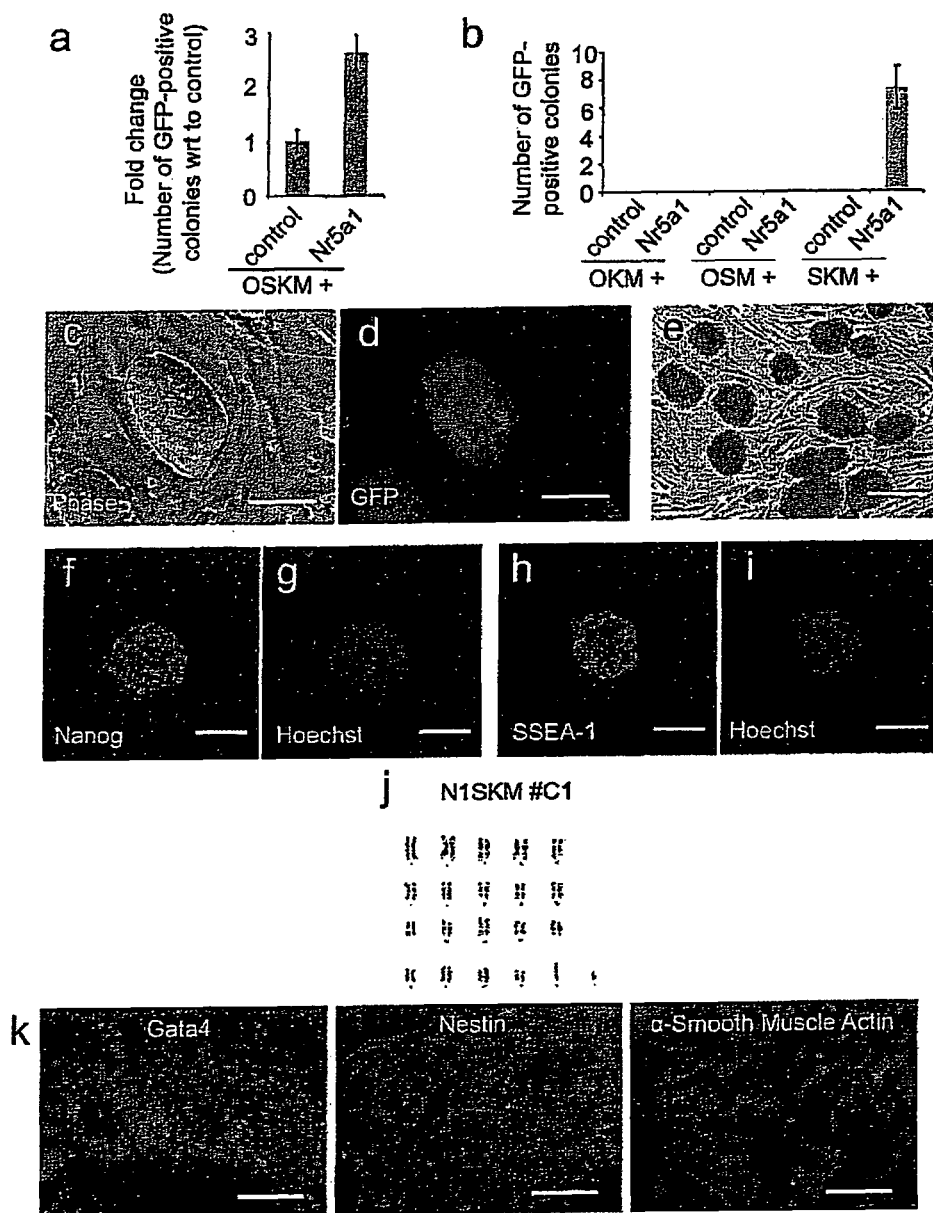 a
Fold change
(Number of GFP-positive
colonies wrt to control)
3
2
1
0
control
Nr5a1
OSKM +
b
Number of GFP-
positive colonies
10
8
6
4
2
0
control
Nr5a1
control
Nr5a1
control
Nr5a1
OKM +
OSM +
SKM +
c
Phase
d
GFP
e
f
Nanog
g
Hoechst
h
SSEA-1
i
Hoechst
j
N1SKM #C1
k
Gata4
Nestin
α-Smooth Muscle Actin